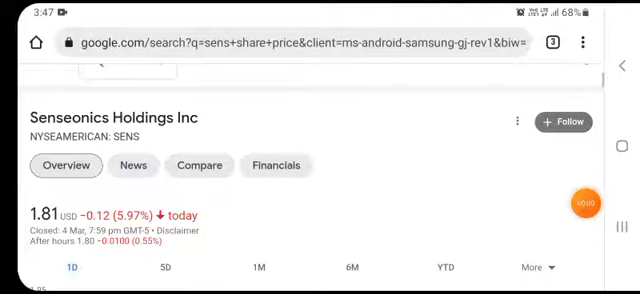 3:47 68%
google.com/search?q=sens+share+price&client=ms-android-samsung-gj-rev1&biw= 3
Senseonics Holdings Inc
NYSEAMERICAN: SENS
+ Follow
Overview News Compare Financials
1.81 USD −0.12 (5.97%) ↓ today
Closed: 4 Mar, 7:59 pm GMT-5 • Disclaimer
After hours 1.80 −0.0100 (0.55%)
00:00
1D 5D 1M 6M YTD More